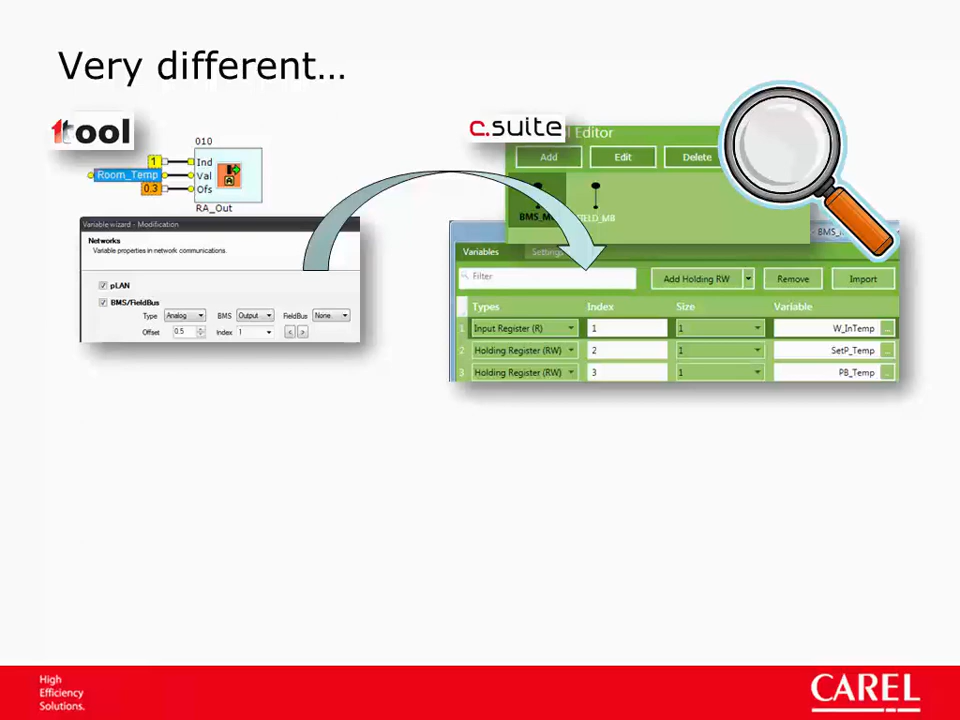 Very different...
1tool
010
1
Ind
Room_Temp
Val
0.3
Ofs
RA_Out
Variable wizard - Modification
Networks
Variable properties in network communications.
pLAN
BMS/FieldBus
Type Analog BMS Output FieldBus None
Offset 0.5 Index 1 < >
c.suite
l Editor
Add Edit Delete
BMS_M
IELD_MB
- BMS_
Variables Settings
Filter Add Holding RW Remove Import
Types Index Size Variable
1 Input Register (R) 1 1 W_InTemp ...
2 Holding Register (RW) 2 1 SetP_Temp ...
3 Holding Register (RW) 3 1 PB_Temp ...
High
Efficiency
Solutions.
CAREL